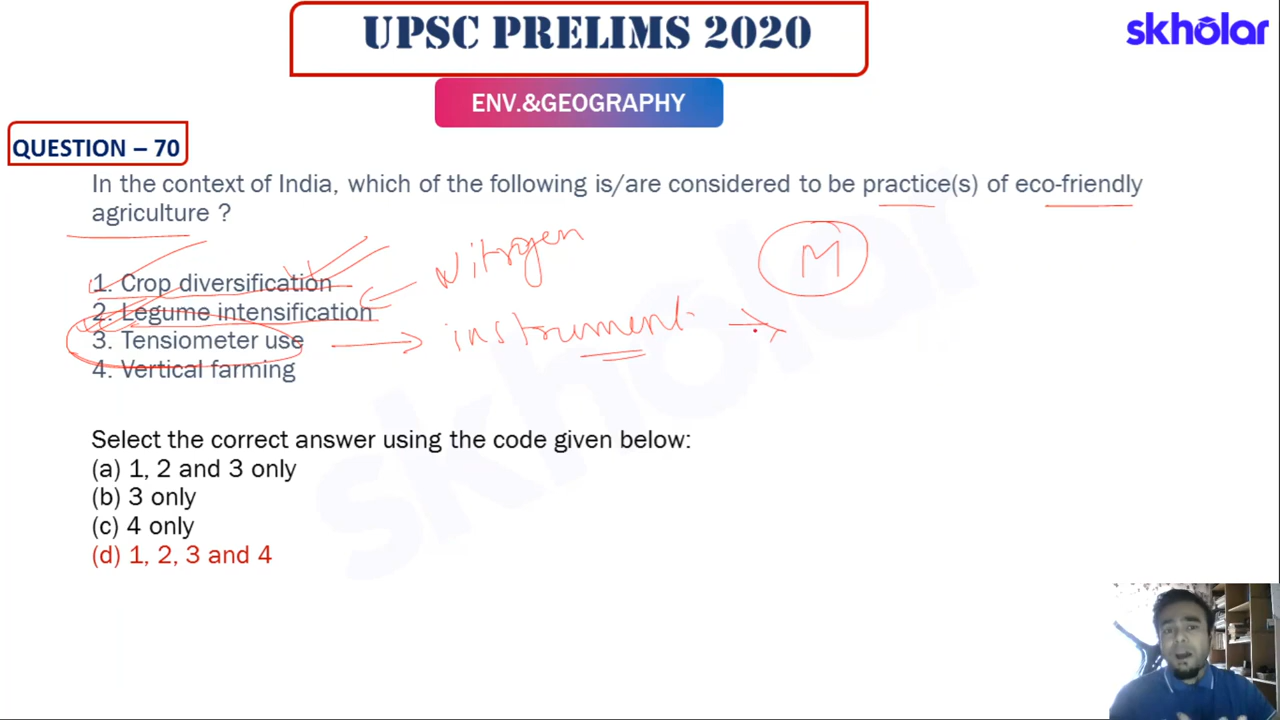 UPSC PRELIMS 2020
skholar
ENV.&GEOGRAPHY
QUESTION – 70
In the context of India, which of the following is/are considered to be practice(s) of eco-friendly
agriculture ?
Nitrogen
M
1. Crop diversification
2. Legume intensification
3. Tensiometer use
instrument
4. Vertical farming
Select the correct answer using the code given below:
(a) 1, 2 and 3 only
(b) 3 only
(c) 4 only
(d) 1, 2, 3 and 4
skholar